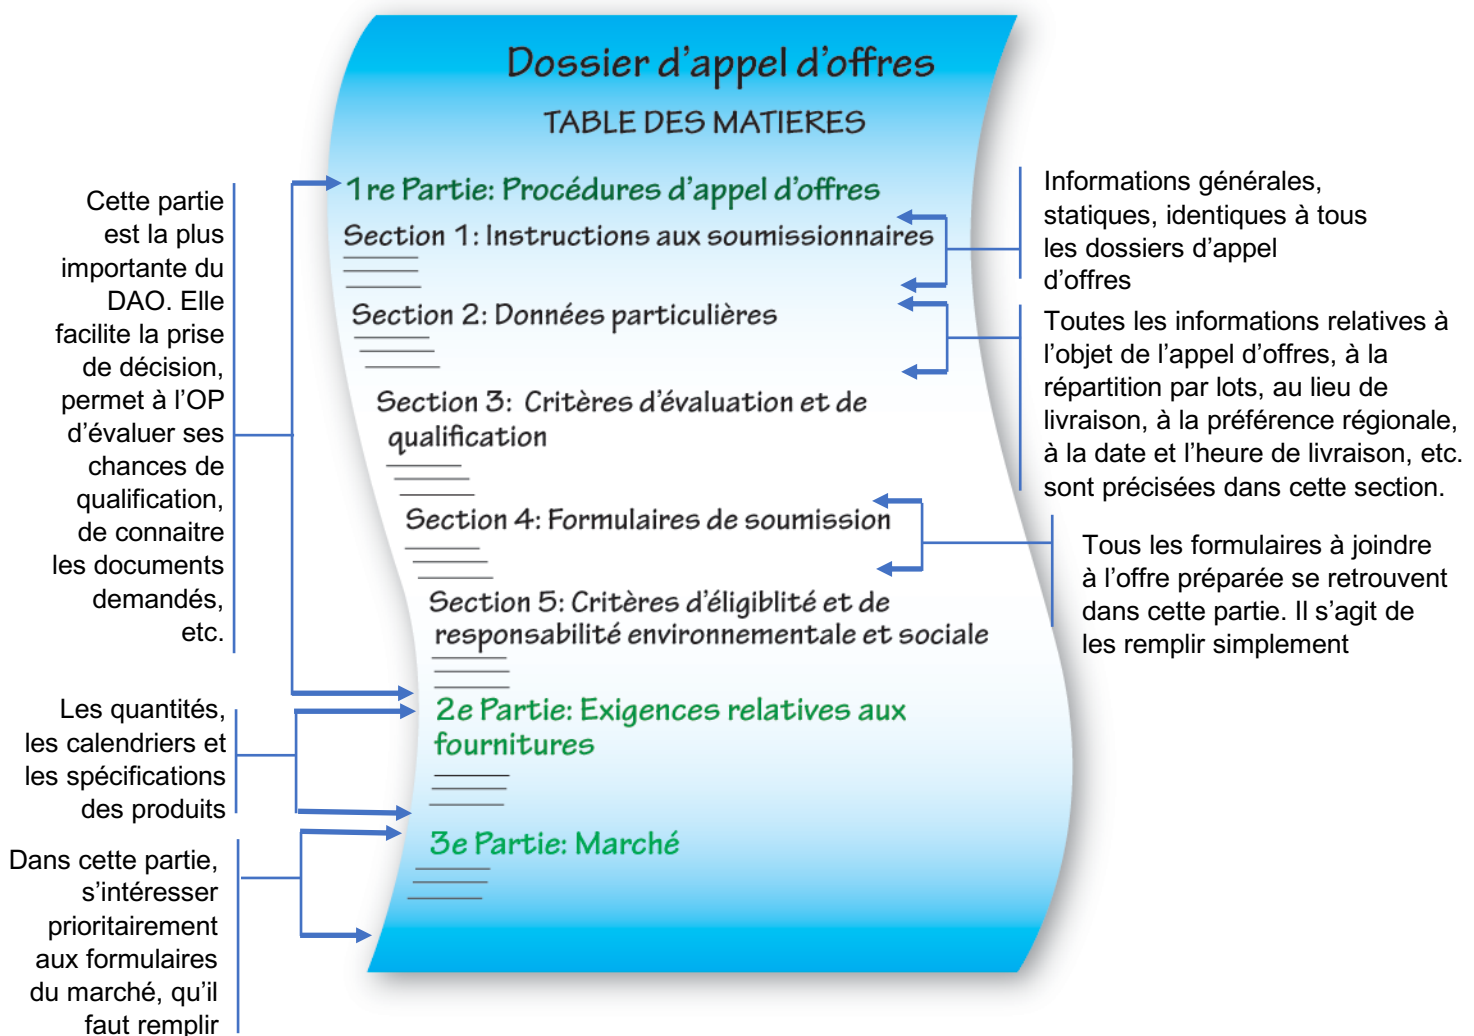 Dossier d'appel d'offres
TABLE DES MATIERES
1re Partie: Procédures d'appel d'offres
Section 1: Instructions aux soumissionnaires
Section 2: Données particulières
Section 3: Critères d'évaluation et de
qualification
Section 4: Formulaires de soumission
Section 5: Critères d'éligiblité et de
responsabilité environnementale et sociale
2e Partie: Exigences relatives aux
fournitures
3e Partie: Marché
Cette partie
est la plus
importante du
DAO. Elle
facilite la prise
de décision,
permet à l'OP
d'évaluer ses
chances de
qualification,
de connaitre
les documents
demandés,
etc.
Les quantités,
les calendriers et
les spécifications
des produits
Dans cette partie,
s'intéresser
prioritairement
aux formulaires
du marché, qu'il
faut remplir
Informations générales,
statiques, identiques à tous
les dossiers d'appel
d'offres
Toutes les informations relatives à
l'objet de l'appel d'offres, à la
répartition par lots, au lieu de
livraison, à la préférence régionale,
à la date et l'heure de livraison, etc.
sont précisées dans cette section.
Tous les formulaires à joindre
à l'offre préparée se retrouvent
dans cette partie. Il s'agit de
les remplir simplement